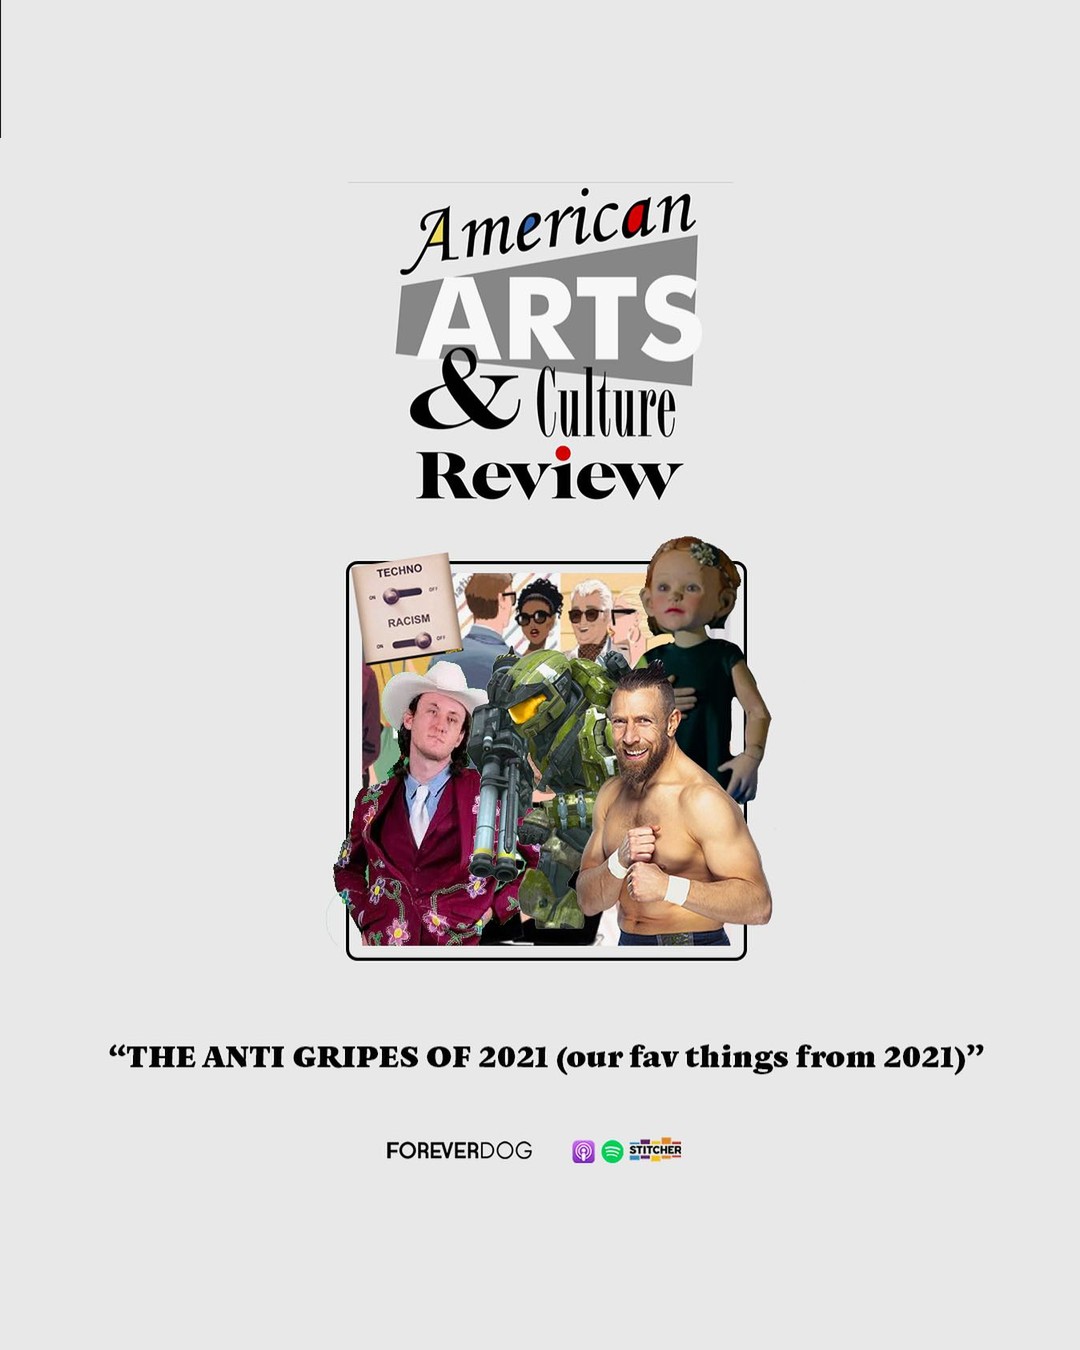 American
ARTS
& Culture
Review
TECHNO
ON OFF
RACISM
ON OFF
“THE ANTI GRIPES OF 2021 (our fav things from 2021)”
FOREVERDOG
STITCHER